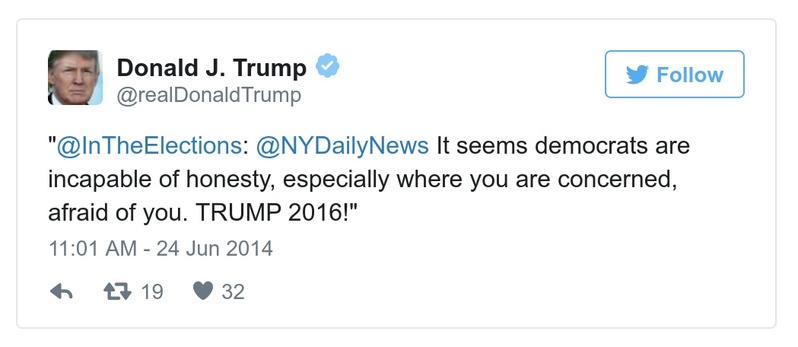 Donald J. Trump
@realDonaldTrump
Follow
"@InTheElections: @NYDailyNews It seems democrats are
incapable of honesty, especially where you are concerned,
afraid of you. TRUMP 2016!"
11:01 AM - 24 Jun 2014
19 32